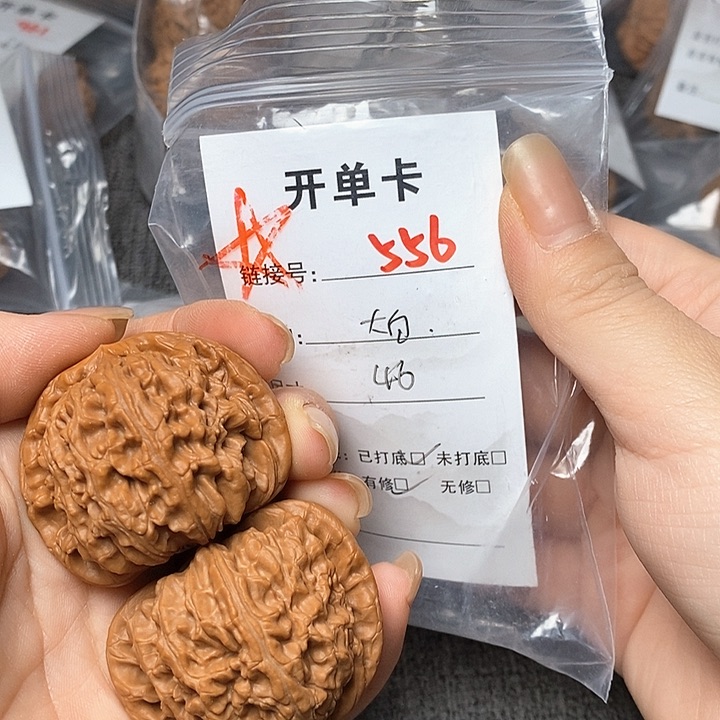 开单卡
链接号: 556
: 大白.
46
: 已打底☑ 未打底□
有修☑ 无修□